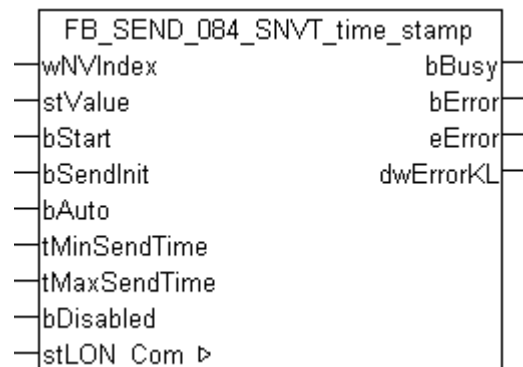 FB_SEND_084_SNVT_time_stamp
wNVIndex bBusy
stValue bError
bStart eError
bSendInit dwErrorKL
bAuto
tMinSendTime
tMaxSendTime
bDisabled
stLON_Com ▷